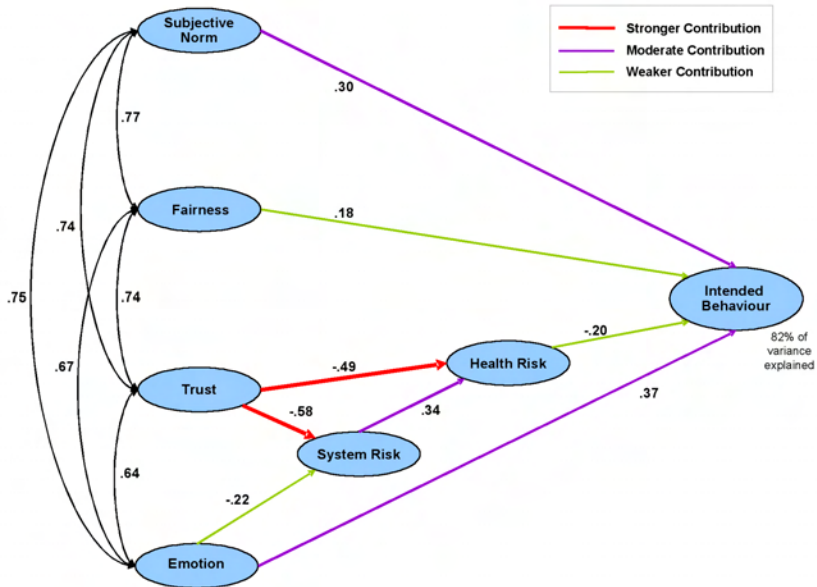 Subjective
Norm
Stronger Contribution
Moderate Contribution
Weaker Contribution
.30
.77
Fairness
.18
.74
.75
.74
Intended
Behaviour
82% of
variance
explained
-.20
Health Risk
-.49
.67
Trust
.34
.37
-.58
System Risk
.64
-.22
Emotion